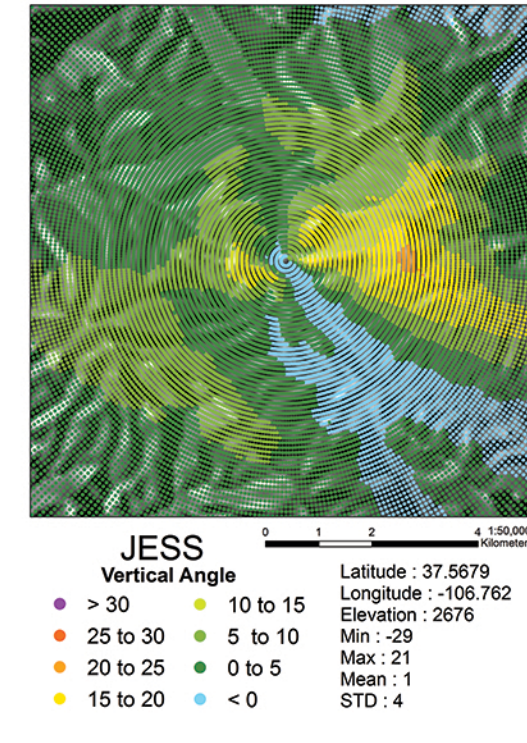 0 1 2 4 1:50,000
Kilometer
JESS
Vertical Angle
> 30
25 to 30
20 to 25
15 to 20
10 to 15
5 to 10
0 to 5
< 0
Latitude : 37.5679
Longitude : -106.762
Elevation : 2676
Min : -29
Max : 21
Mean : 1
STD : 4